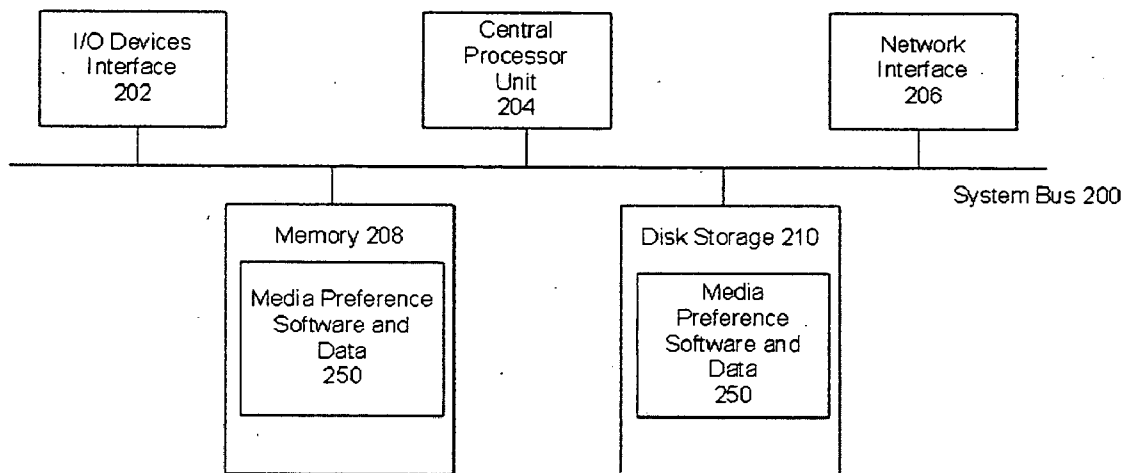 I/O Devices
Interface
202
Central
Processor
Unit
204
Network
Interface
206
System Bus 200
Memory 208
Media Preference
Software and
Data
250
Disk Storage 210
Media
Preference
Software and
Data
250